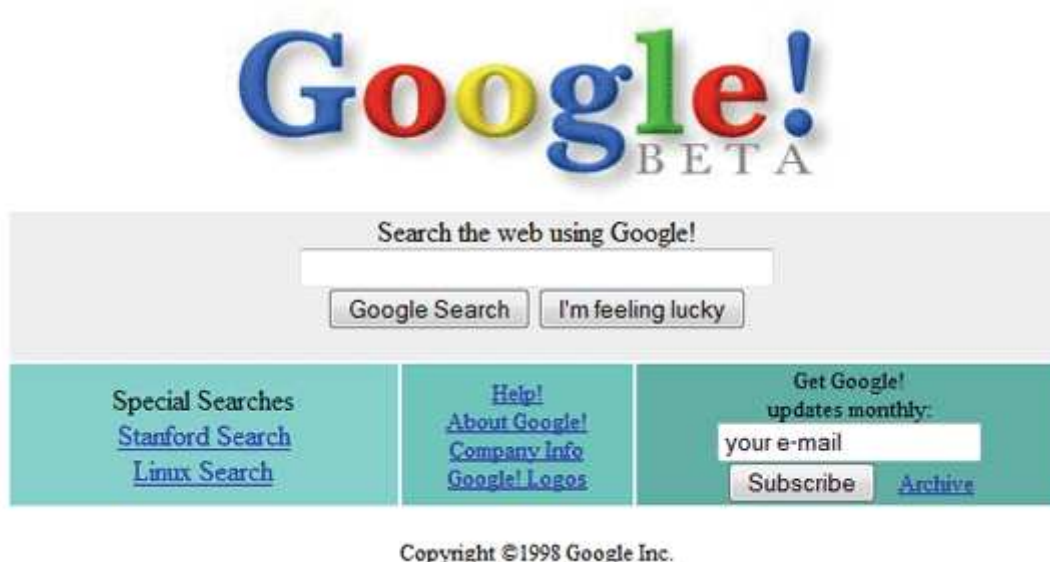 Google!
BETA
Search the web using Google!
Google Search
I'm feeling lucky
Special Searches
Stanford Search
Linux Search
Help!
About Google!
Company Info
Google! Logos
Get Google!
updates monthly:
your e-mail
Subscribe
Archive
Copyright ©1998 Google Inc.